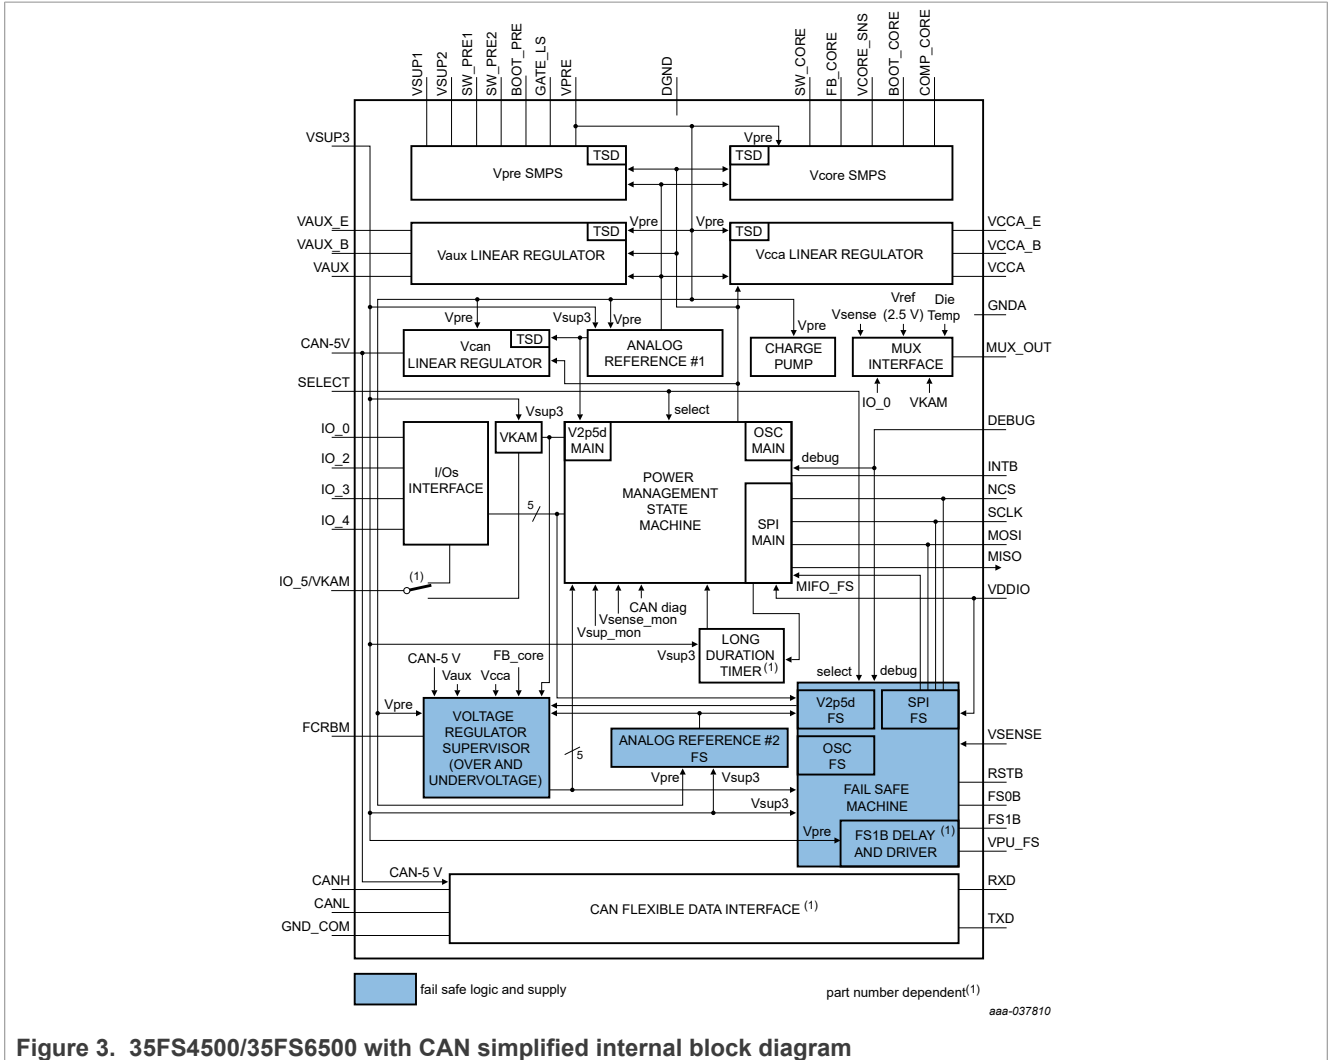 VSUP1
VSUP2
SW_PRE1
SW_PRE2
BOOT_PRE
GATE_LS
VPRE
DGND
SW_CORE
FB_CORE
VCORE_SNS
BOOT_CORE
COMP_CORE
VSUP3
Vpre
TSD
Vpre SMPS
TSD
Vcore SMPS
VAUX_E
VAUX_B
VAUX
TSD
Vpre
Vaux LINEAR REGULATOR
Vpre
TSD
Vcca LINEAR REGULATOR
VCCA_E
VCCA_B
VCCA
GNDA
Vpre
Vsup3
Vpre
Vpre
Vsense
Vref
(2.5 V)
Die
Temp
CAN-5V
Vcan
LINEAR REGULATOR
TSD
ANALOG
REFERENCE #1
CHARGE
PUMP
MUX
INTERFACE
MUX_OUT
IO_0
VKAM
SELECT
select
Vsup3
DEBUG
IO_0
IO_2
IO_3
IO_4
I/Os
INTERFACE
VKAM
V2p5d
MAIN
OSC
MAIN
debug
POWER
MANAGEMENT
STATE
MACHINE
SPI
MAIN
5
INTB
NCS
SCLK
MOSI
MISO
MIFO_FS
VDDIO
IO_5/VKAM
(1)
CAN diag
Vsense_mon
Vsup_mon
Vsup3
LONG
DURATION
TIMER (1)
CAN-5 V
Vaux
Vcca
FB_core
select
debug
Vpre
FCRBM
VOLTAGE
REGULATOR
SUPERVISOR
(OVER AND
UNDERVOLTAGE)
5
ANALOG REFERENCE #2
FS
Vpre
Vsup3
Vsup3
V2p5d
FS
SPI
FS
OSC
FS
FAIL SAFE
MACHINE
Vpre
FS1B DELAY (1)
AND DRIVER
VSENSE
RSTB
FS0B
FS1B
VPU_FS
CAN-5 V
CANH
CANL
GND_COM
CAN FLEXIBLE DATA INTERFACE (1)
RXD
TXD
fail safe logic and supply
part number dependent(1)
aaa-037810
Figure 3. 35FS4500/35FS6500 with CAN simplified internal block diagram